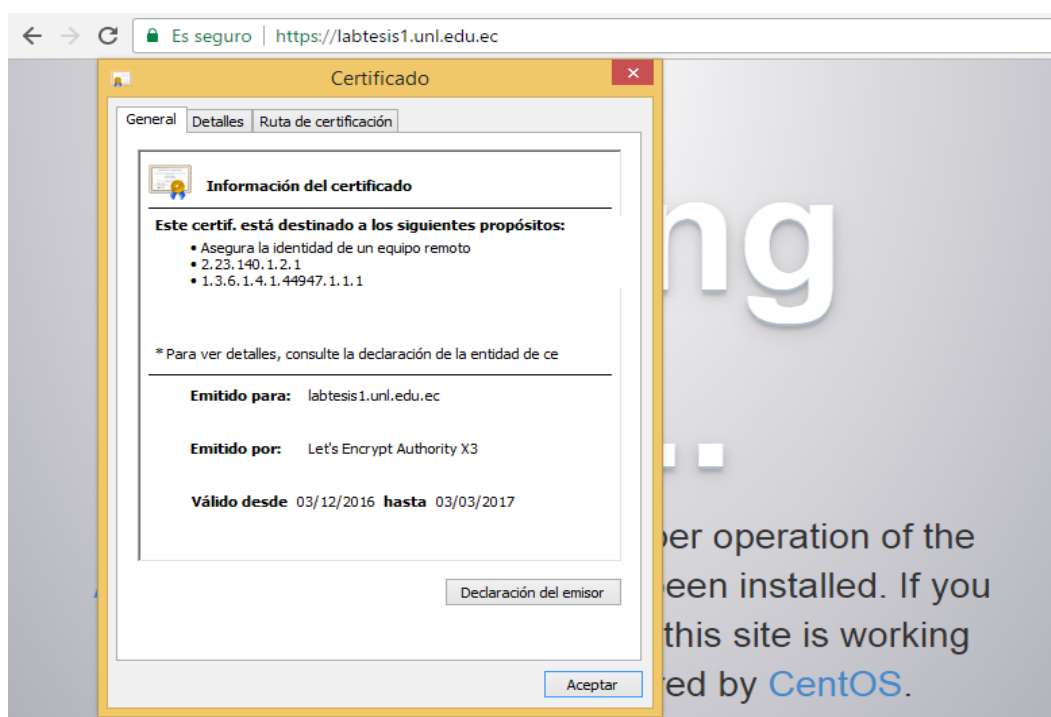 Es seguro | https://labtesis1.unl.edu.ec
Certificado
General Detalles Ruta de certificación
Información del certificado
Este certif. está destinado a los siguientes propósitos:
• Asegura la identidad de un equipo remoto
• 2.23.140.1.2.1
• 1.3.6.1.4.1.44947.1.1.1
* Para ver detalles, consulte la declaración de la entidad de ce
Emitido para: labtesis1.unl.edu.ec
Emitido por: Let's Encrypt Authority X3
Válido desde 03/12/2016 hasta 03/03/2017
Declaración del emisor
Aceptar
ng
..
per operation of the
een installed. If you
this site is working
red by CentOS.